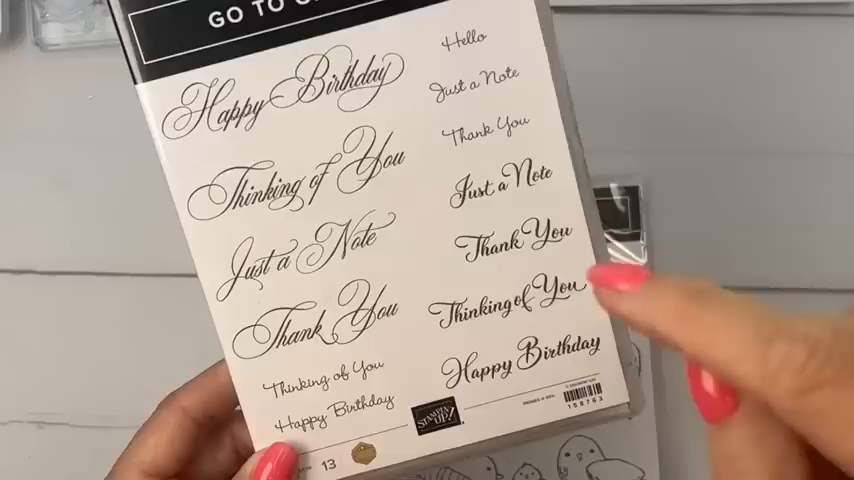 GO TO
Happy Birthday
Thinking of You
Just a Note
Thank You
Thinking of You
Happy Birthday
Hello
Just a Note
Thank You
Just a Note
Thank You
Thinking of You
Happy Birthday
13
STAMPIN' UP!
158763